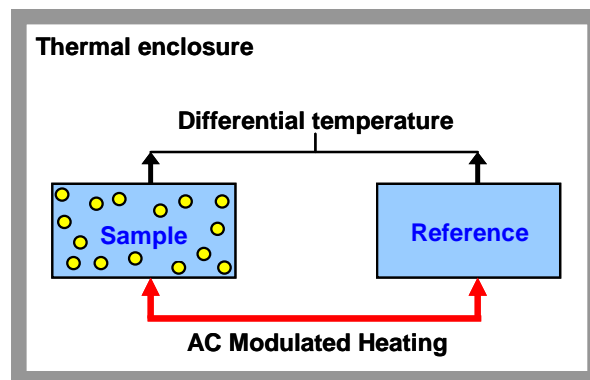 Thermal enclosure
Differential temperature
Sample
Reference
AC Modulated Heating